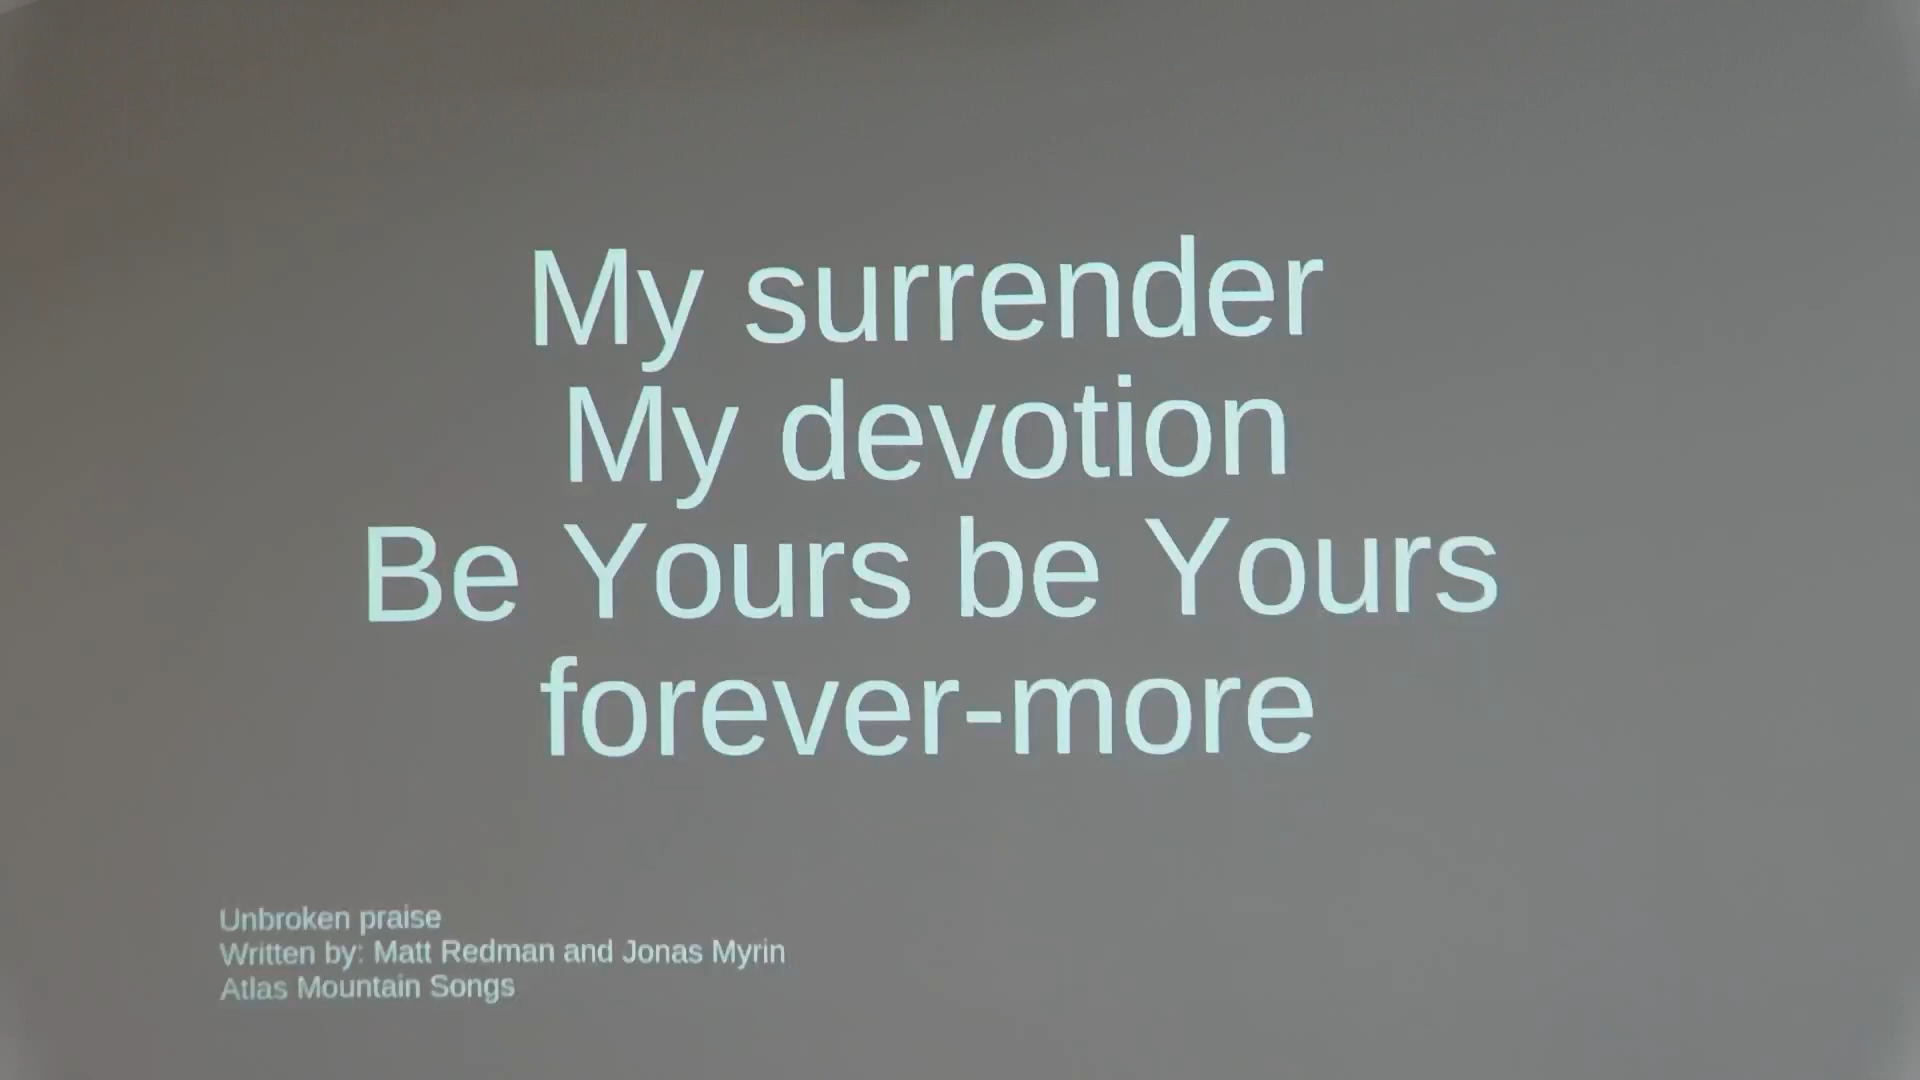 My surrender
My devotion
Be Yours be Yours
forever-more
Unbroken praise
Written by: Matt Redman and Jonas Myrin
Atlas Mountain Songs